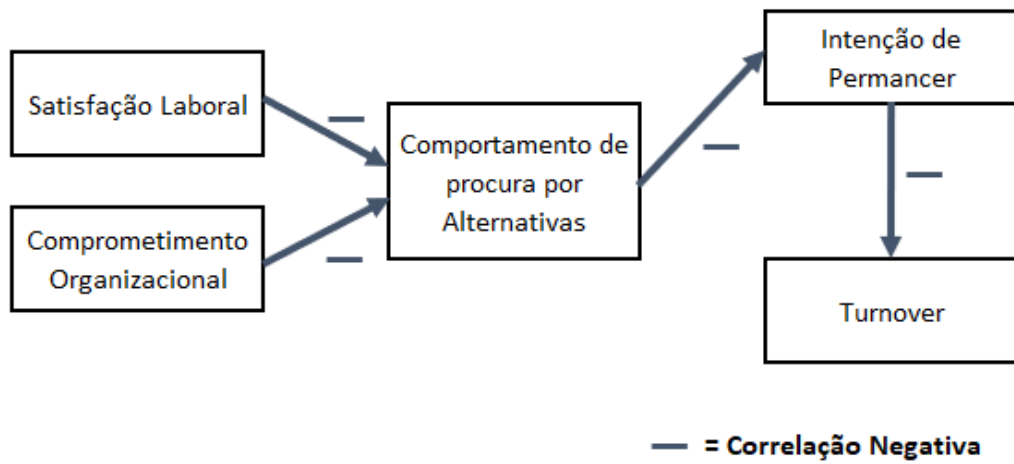 Satisfação Laboral
Comprometimento
Organizacional
Comportamento de
procura por
Alternativas
Intenção de
Permancer
Turnover
— = Correlação Negativa